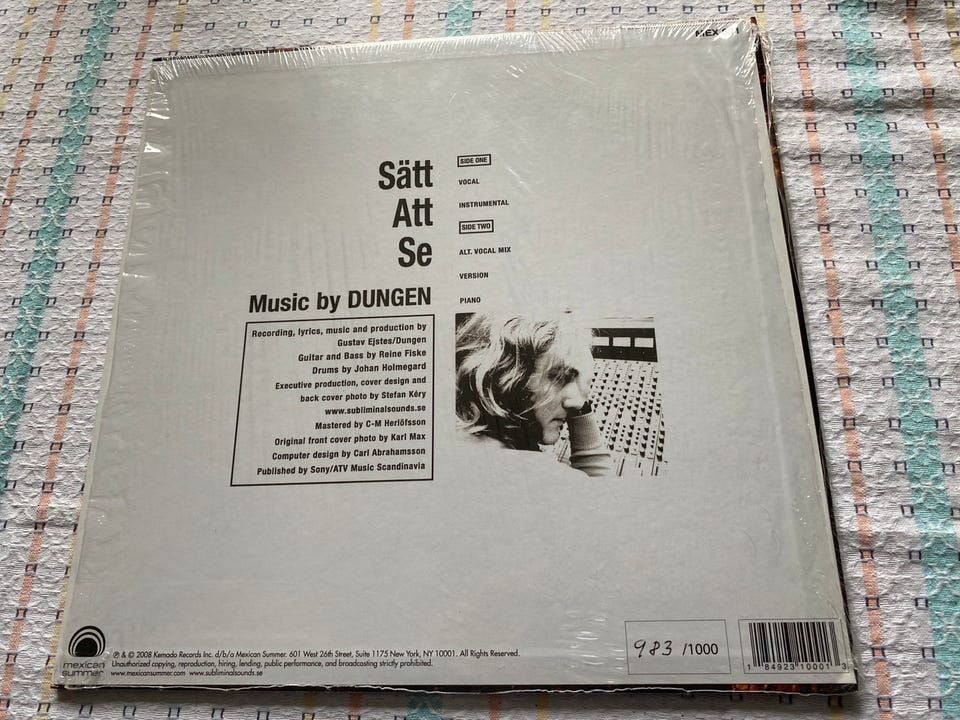 Sätt
Att
Se
Music by DUNGEN
Recording, lyrics, music and production by
Gustav Ejstes/Dungen
Guitar and Bass by Reine Fiske
Drums by Johan Holmegard
Executive production, cover design and
back cover photo by Stefan Kéry
www.subliminalsounds.se
Mastered by C-M Herlöfsson
Original front cover photo by Karl Max
Computer design by Carl Abrahamsson
Published by Sony/ATV Music Scandinavia
SIDE ONE
VOCAL
INSTRUMENTAL
SIDE TWO
ALT. VOCAL MIX
VERSION
PIANO
mexican
summer
℗ & © 2008 Kemado Records Inc. d/b/a Mexican Summer. 601 West 26th Street, Suite 1175 New York, NY, 10001. All Rights Reserved.
Unauthorized copying, reproduction, hiring, lending, public performance, and broadcasting strictly prohibited.
www.mexicansummer.com www.subliminalsounds.se
983 /1000
1 84923 10001 3